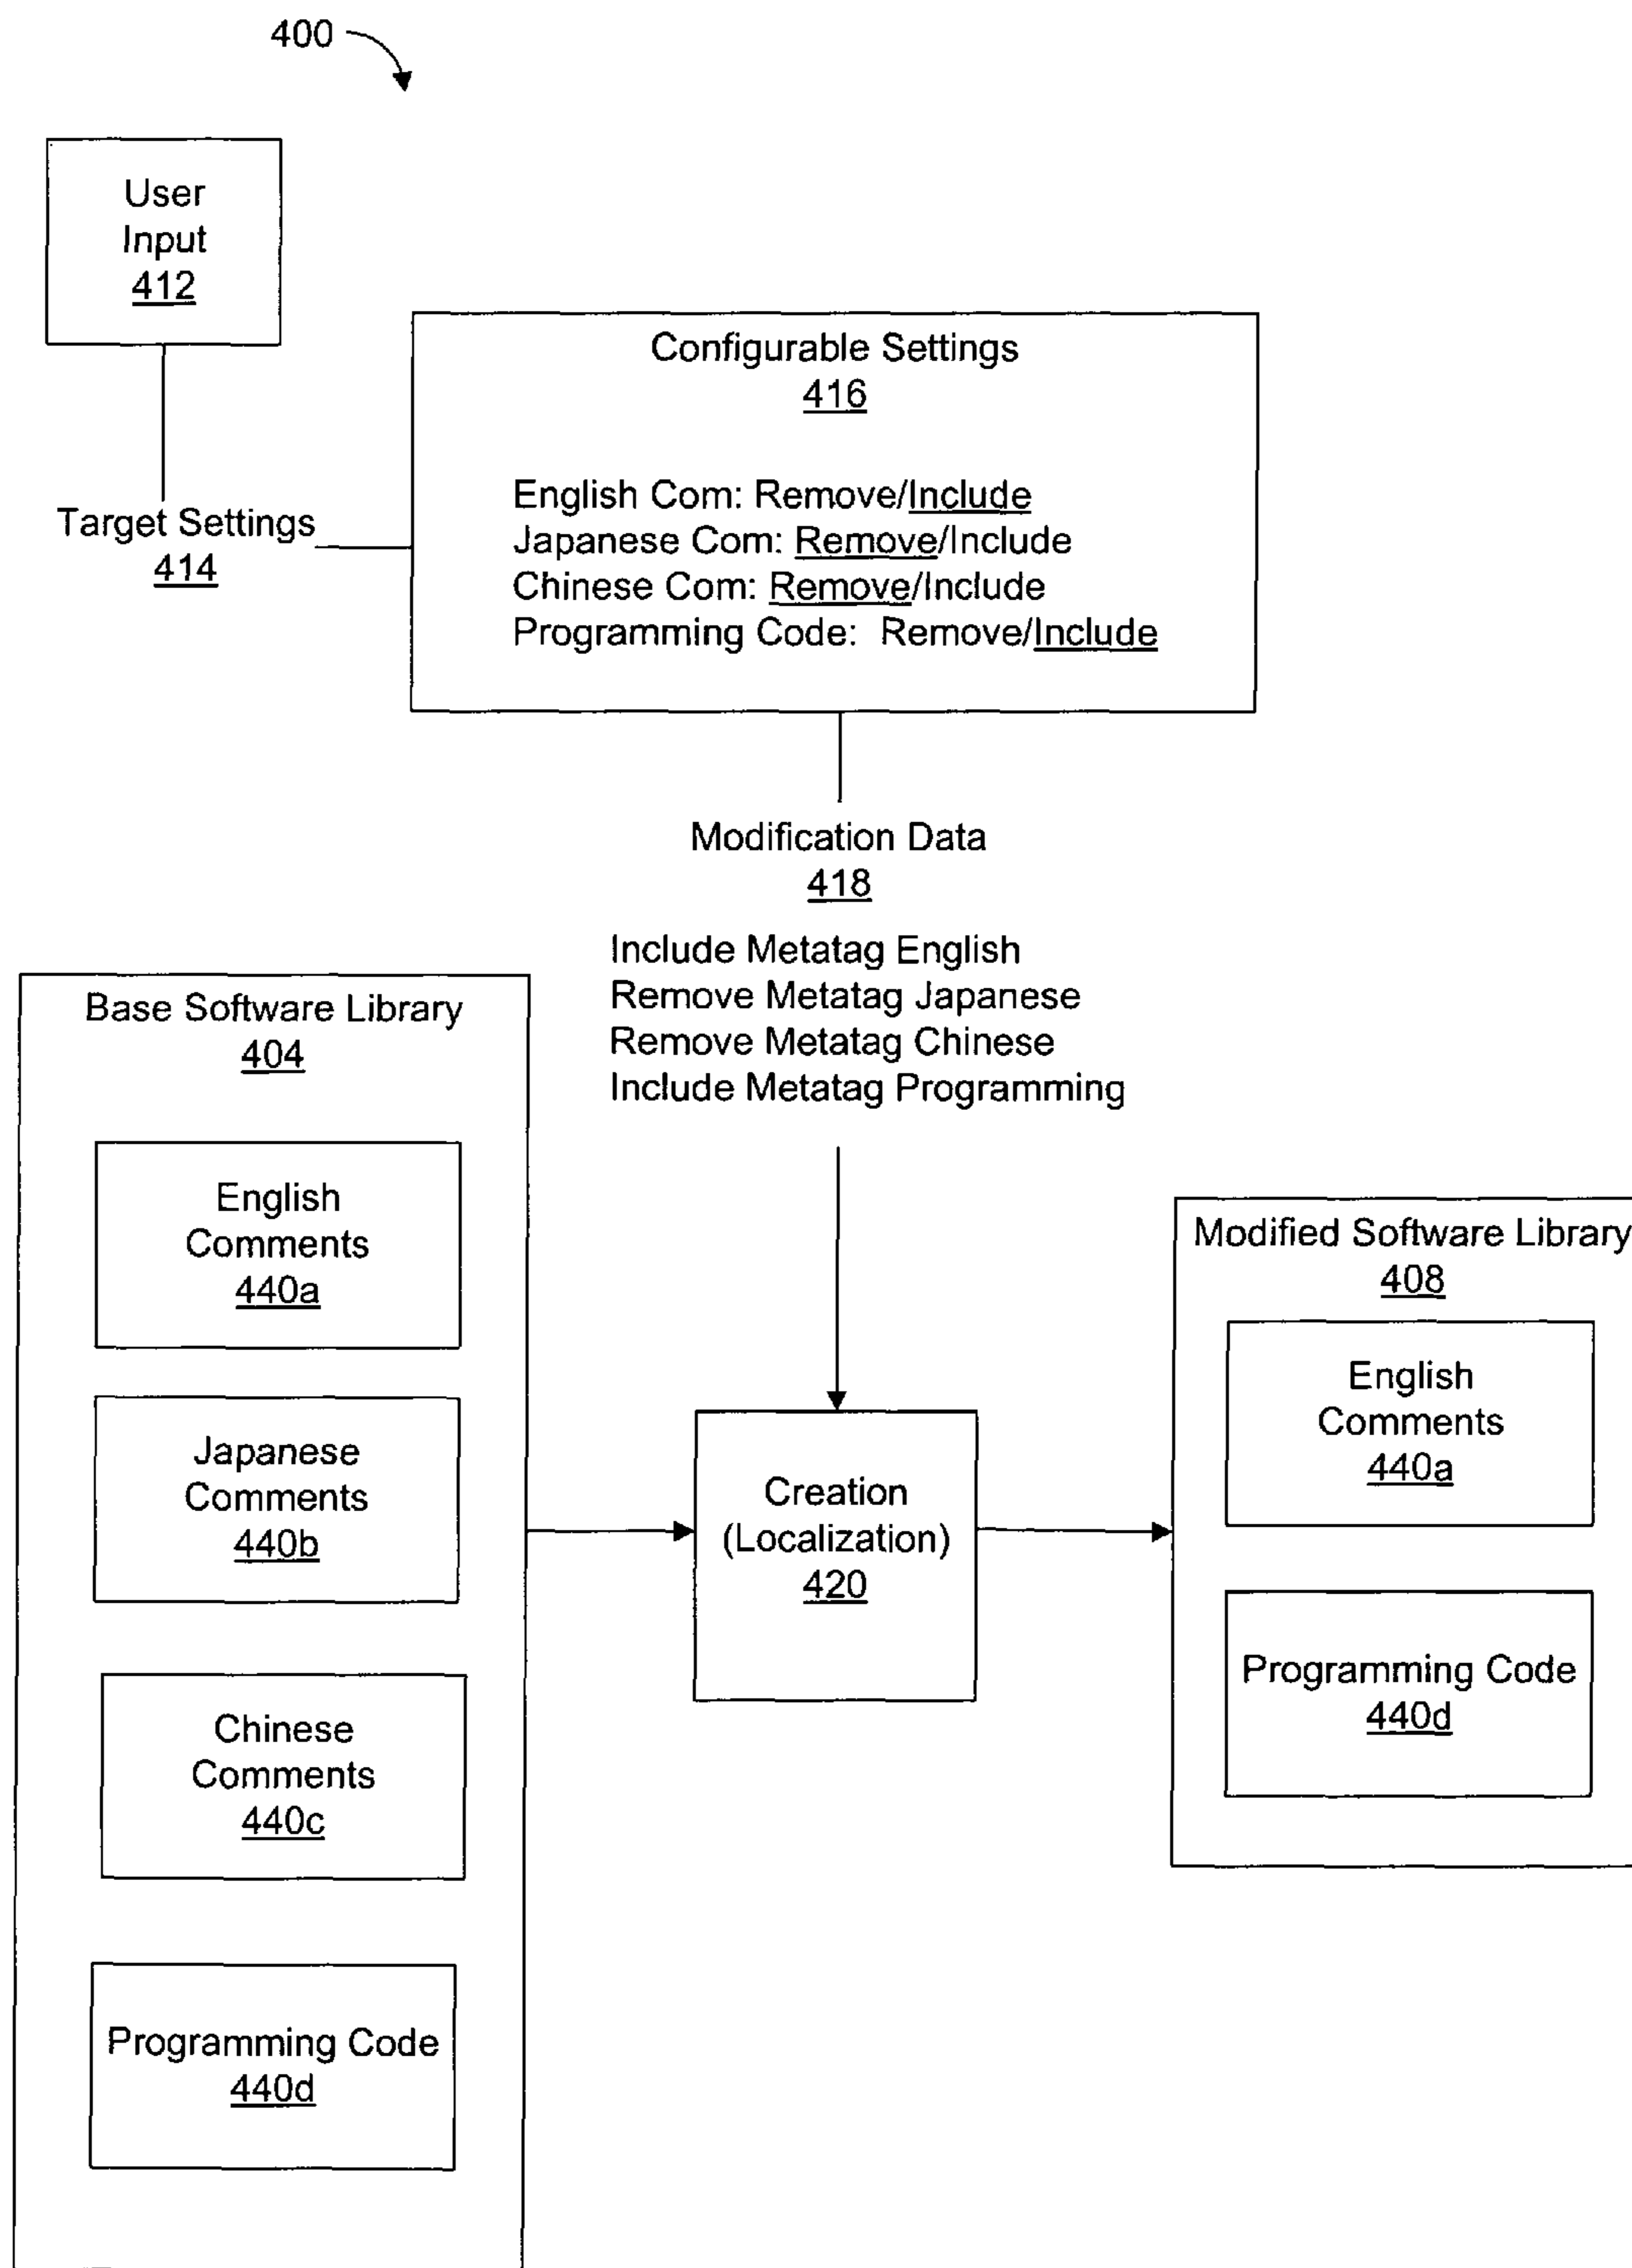 400
User
Input
412
Configurable Settings
416
English Com: Remove/Include
Japanese Com: Remove/Include
Chinese Com: Remove/Include
Programming Code: Remove/Include
Target Settings
414
Modification Data
418
Include Metatag English
Remove Metatag Japanese
Remove Metatag Chinese
Include Metatag Programming
Base Software Library
404
English
Comments
440a
Japanese
Comments
440b
Chinese
Comments
440c
Programming Code
440d
Creation
(Localization)
420
Modified Software Library
408
English
Comments
440a
Programming Code
440d